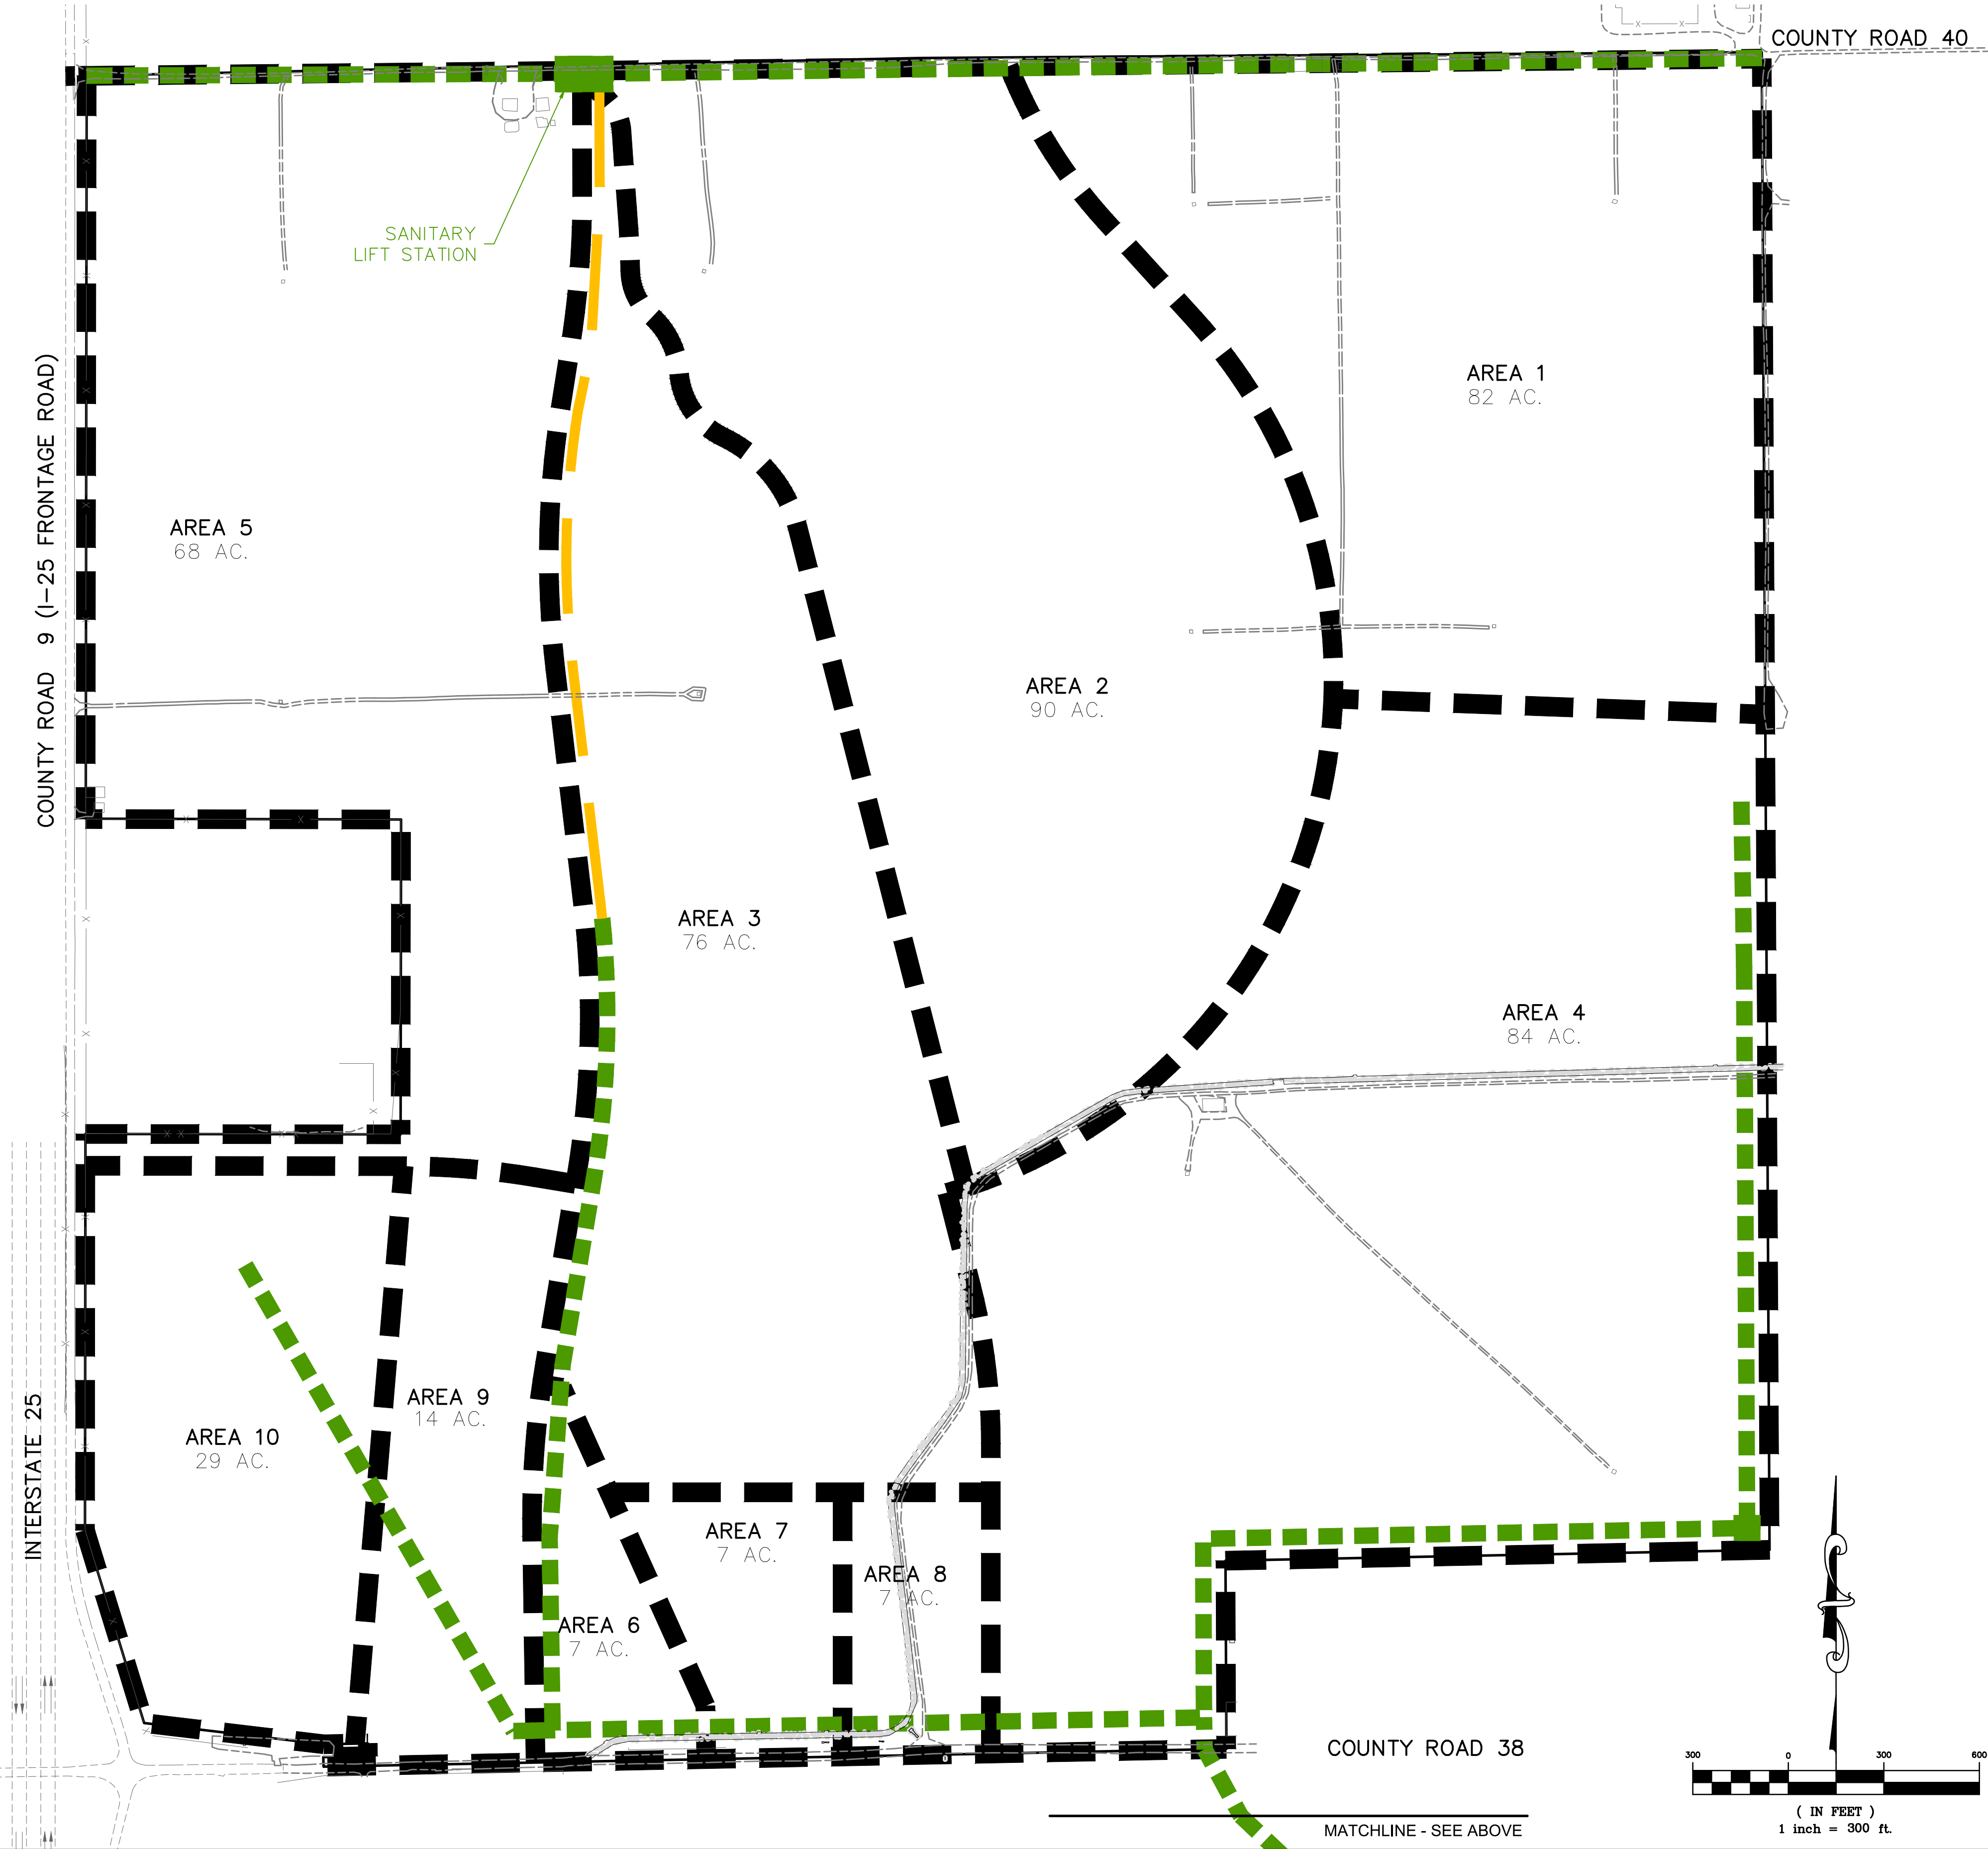 COUNTY ROAD 40
SANITARY
LIFT STATION
COUNTY ROAD 9 (I-25 FRONTAGE ROAD)
AREA 1
82 AC.
AREA 5
68 AC.
AREA 2
90 AC.
AREA 3
76 AC.
AREA 4
84 AC.
INTERSTATE 25
AREA 9
14 AC.
AREA 10
29 AC.
AREA 7
7 AC.
AREA 8
7 AC.
AREA 6
7 AC.
COUNTY ROAD 38
300 0 300 600
( IN FEET )
1 inch = 300 ft.
MATCHLINE - SEE ABOVE